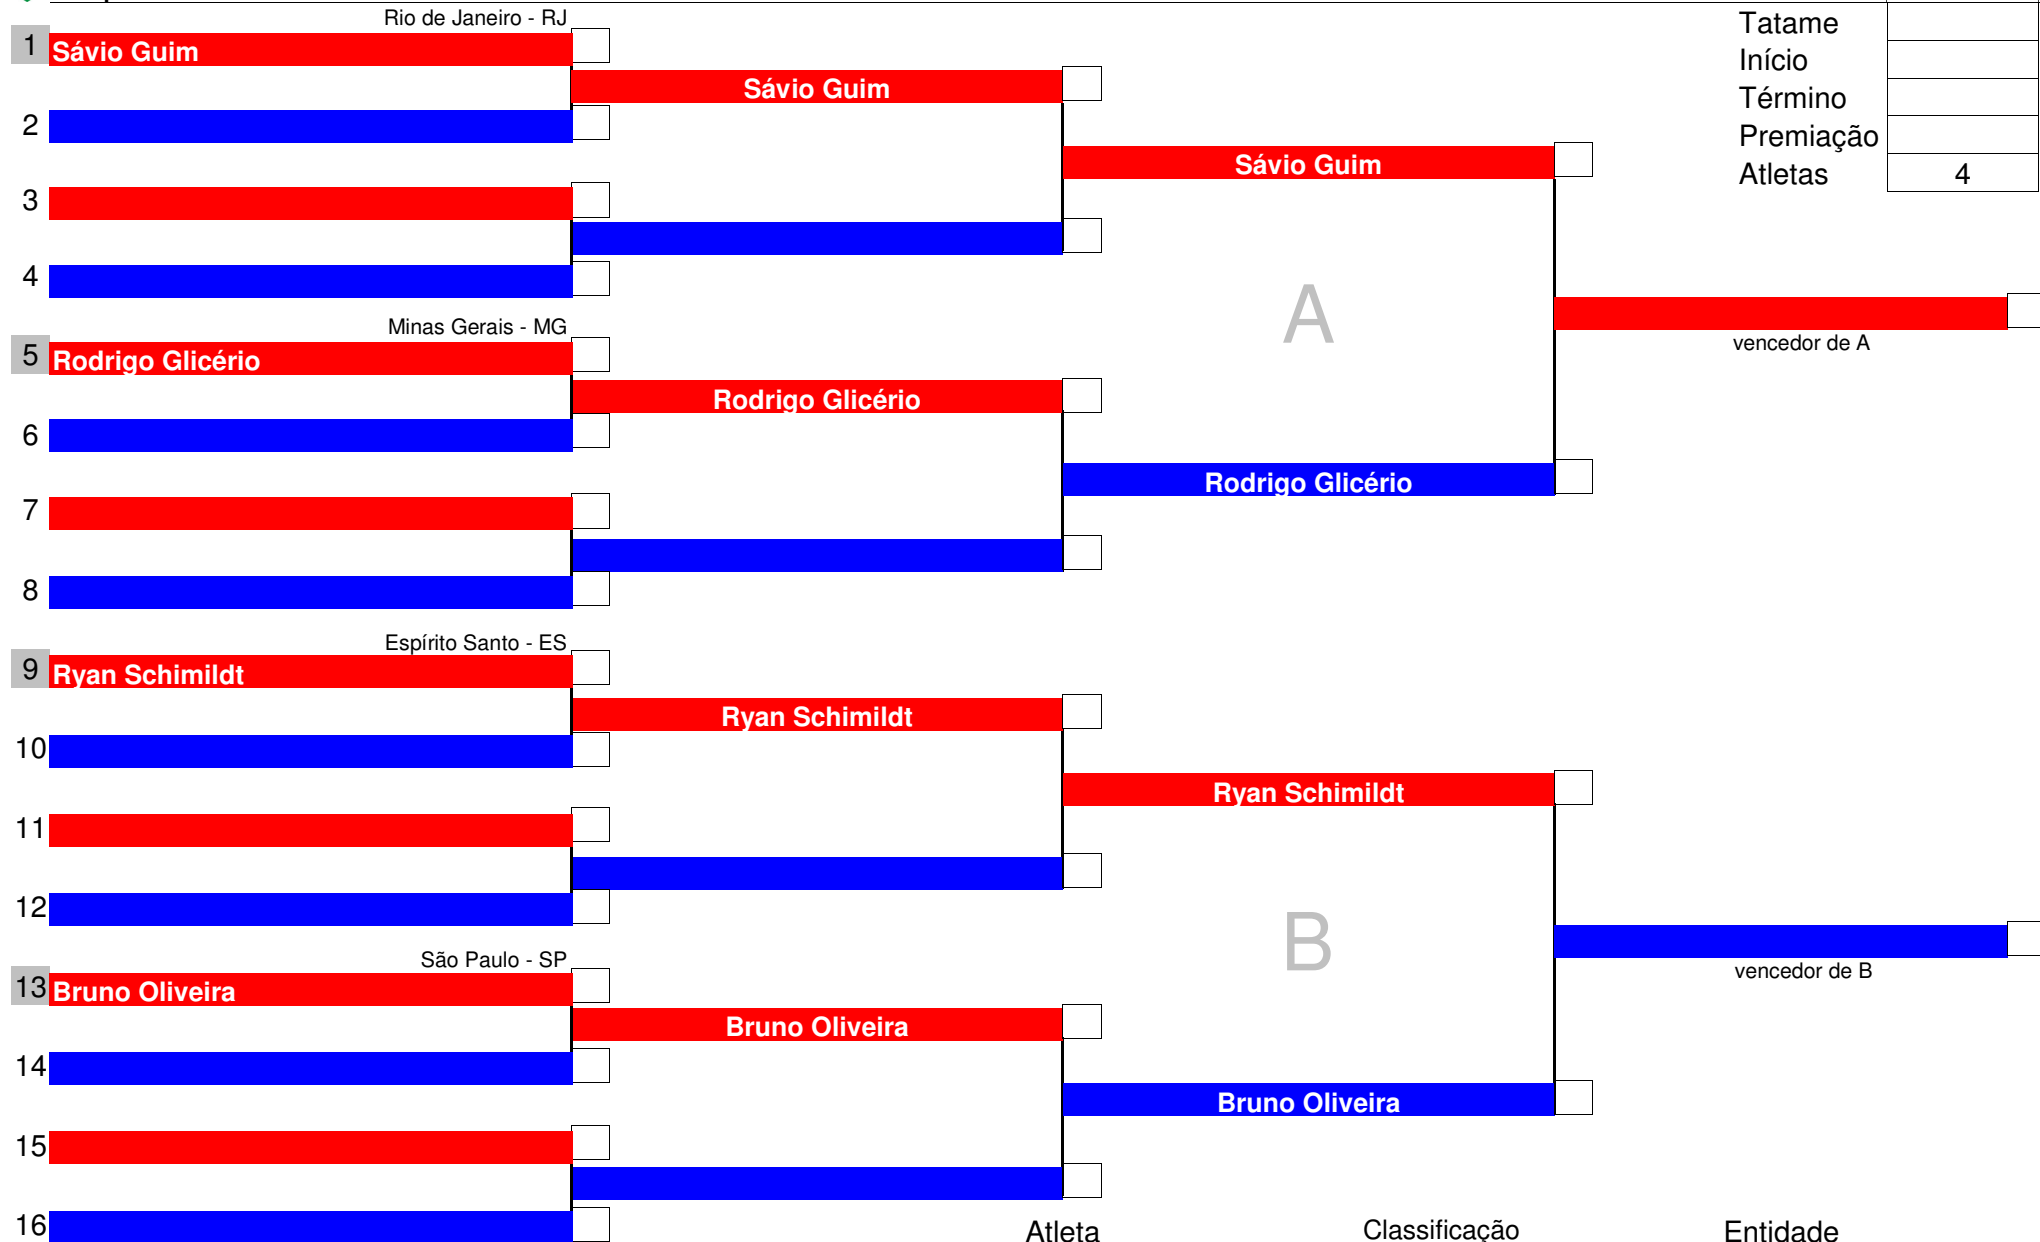 Rio de Janeiro - RJ
Tatame
1 Sávio Guim
Início
Sávio Guim
Término
2
Premiação
Sávio Guim
Atletas 4
3
4
A
Minas Gerais - MG
vencedor de A
5 Rodrigo Glicério
Rodrigo Glicério
6
Rodrigo Glicério
7
8
Espírito Santo - ES
9 Ryan Schimildt
Ryan Schimildt
10
Ryan Schimildt
11
12
B
São Paulo - SP
vencedor de B
13 Bruno Oliveira
Bruno Oliveira
14
Bruno Oliveira
15
16
Atleta Classificação Entidade